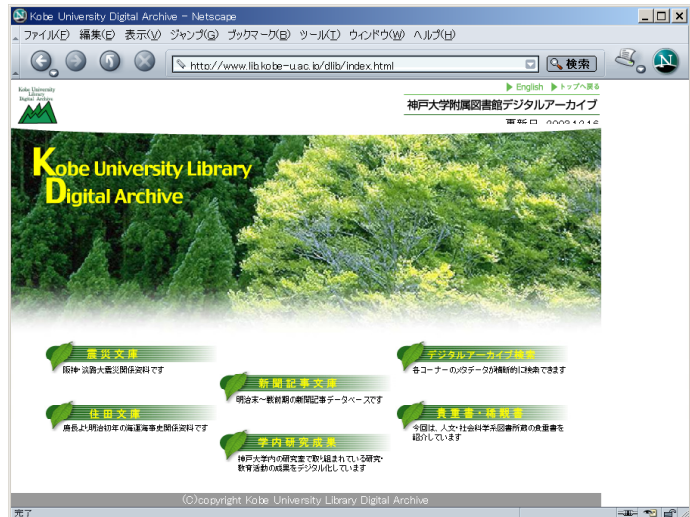 Kobe University Digital Archive - Netscape
ファイル(F) 編集(E) 表示(V) ジャンプ(G) ブックマーク(B) ツール(T) ウィンドウ(W) ヘルプ(H)
http://www.lib.kobe-u.ac.jp/dlib/index.html
検索
Kobe University
Library
Digital Archive
English トップへ戻る
神戸大学附属図書館デジタルアーカイブ
更新日 2003.12.16
Kobe University Library
Digital Archive
震災文庫
阪神・淡路大震災関係資料です
デジタルアーカイブ検索
各コーナーのメタデータが横断的に検索できます
新聞記事文庫
明治末~戦前期の新聞記事データベースです
住田文庫
慶長より明治初年の海運海事史関係資料です
貴重書・稀覯書
今回は、人文・社会科学系図書所蔵の貴重書を
紹介しています
学内研究成果
神戸大学内の研究室で取り組まれている研究・
教育活動の成果をデジタル化しています
(C)copyright Kobe University Library Digital Archive
完了